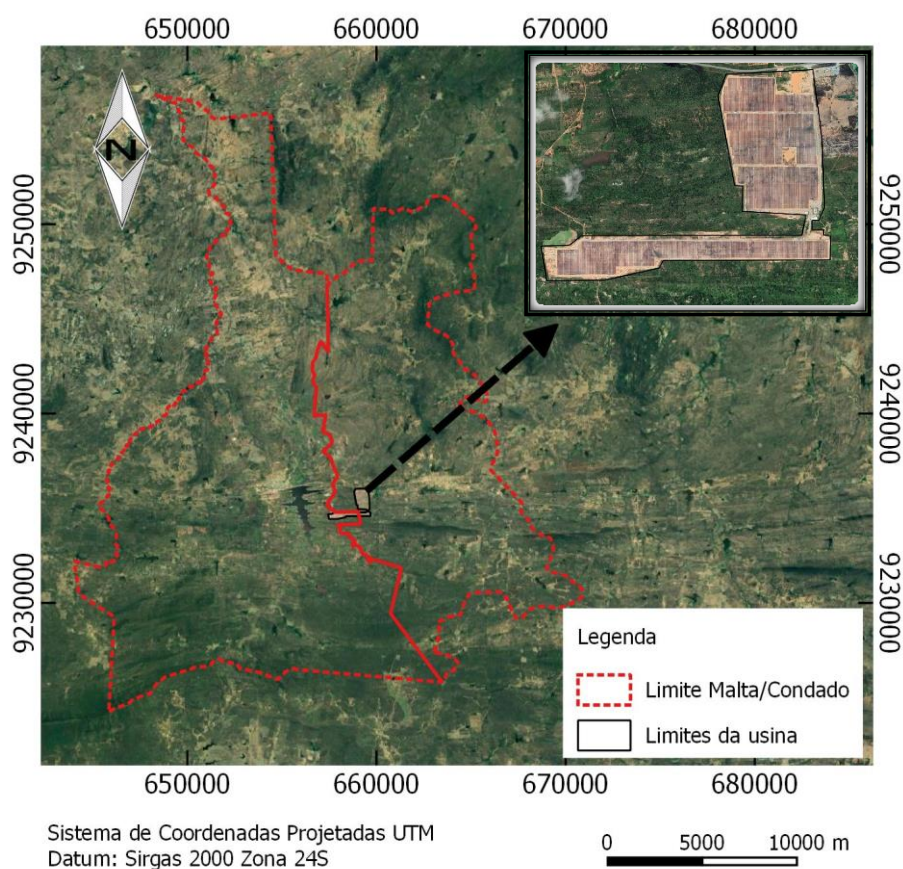 650000 660000 670000 680000
N
9250000 9250000
9240000 9240000
9230000 9230000
Legenda
Limite Malta/Condado
Limites da usina
650000 660000 670000 680000
Sistema de Coordenadas Projetadas UTM
Datum: Sirgas 2000 Zona 24S
0 5000 10000 m